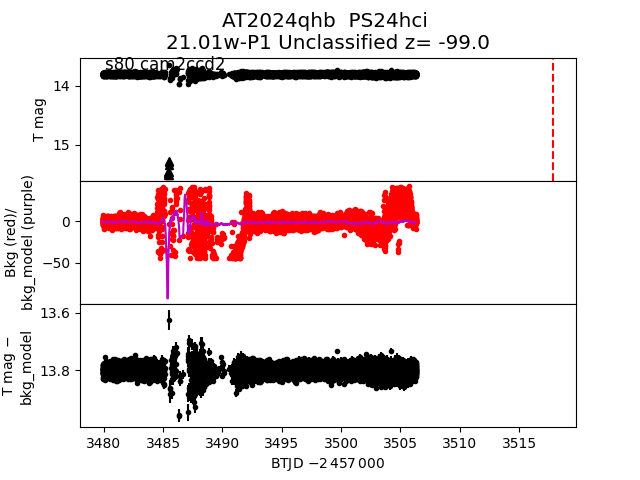 AT2024qhb  PS24hci
21.01w-P1 Unclassified z= -99.0
s80 cam2ccd2
T mag
14
15
Bkg (red)/
bkg_model (purple)
0
−50
T mag −
bkg_model
13.6
13.8
3480 3485 3490 3495 3500 3505 3510 3515
BTJD −2 457 000